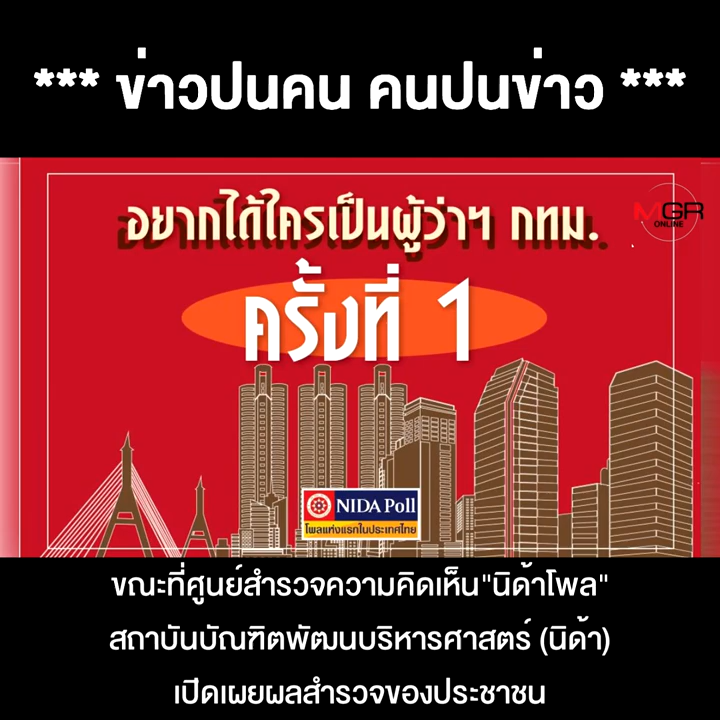 *** ข่าวปนคน คนปนข่าว ***
อยากได้ใครเป็นผู้ว่าฯ กทม.
MGR
ONLINE
ครั้งที่ 1
NIDA Poll
โพลแห่งแรกในประเทศไทย
ขณะที่ศูนย์สำรวจความคิดเห็น"นิด้าโพล"
สถาบันบัณฑิตพัฒนบริหารศาสตร์ (นิด้า)
เปิดเผยผลสำรวจของประชาชน